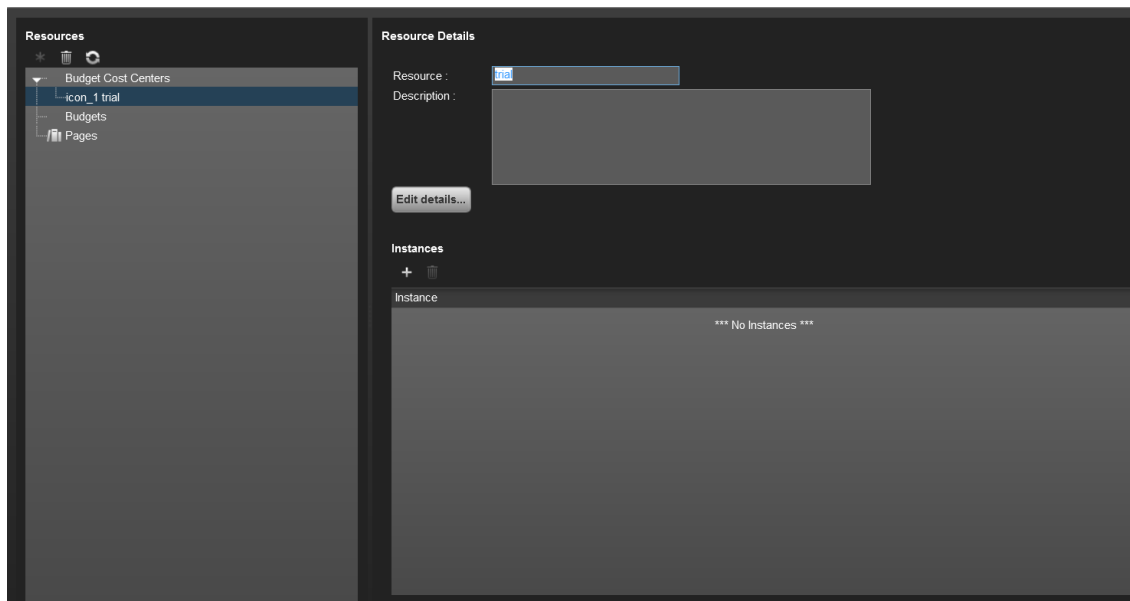 Resources
Budget Cost Centers
icon_1 trial
Budgets
Pages
Resource Details
Resource : trial
Description :
Edit details...
Instances
Instance
*** No Instances ***